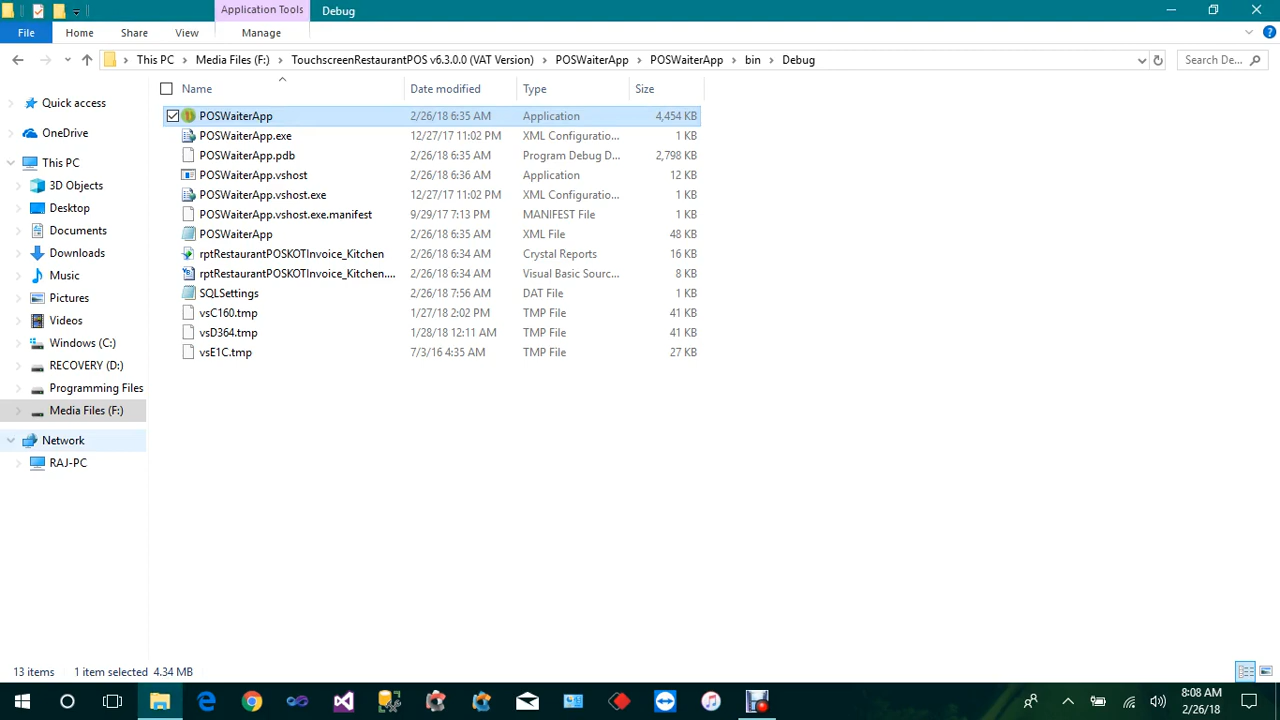 Application Tools Debug
File Home Share View Manage
This PC Media Files (F:) TouchscreenRestaurantPOS v6.3.0.0 (VAT Version) POSWaiterApp POSWaiterApp bin Debug Search De...
Name Date modified Type Size
Quick access
OneDrive
This PC
3D Objects
Desktop
Documents
Downloads
Music
Pictures
Videos
Windows (C:)
RECOVERY (D:)
Programming Files
Media Files (F:)
Network
RAJ-PC
POSWaiterApp 2/26/18 6:35 AM Application 4,454 KB
POSWaiterApp.exe 12/27/17 11:02 PM XML Configuratio... 1 KB
POSWaiterApp.pdb 2/26/18 6:35 AM Program Debug D... 2,798 KB
POSWaiterApp.vshost 2/26/18 6:36 AM Application 12 KB
POSWaiterApp.vshost.exe 12/27/17 11:02 PM XML Configuratio... 1 KB
POSWaiterApp.vshost.exe.manifest 9/29/17 7:13 PM MANIFEST File 1 KB
POSWaiterApp 2/26/18 6:35 AM XML File 48 KB
rptRestaurantPOSKOTInvoice_Kitchen 2/26/18 6:34 AM Crystal Reports 16 KB
rptRestaurantPOSKOTInvoice_Kitchen.... 2/26/18 6:34 AM Visual Basic Sourc... 8 KB
SQLSettings 2/26/18 7:56 AM DAT File 1 KB
vsC160.tmp 1/27/18 2:02 PM TMP File 41 KB
vsD364.tmp 1/28/18 12:11 AM TMP File 41 KB
vsE1C.tmp 7/3/16 4:35 AM TMP File 27 KB
13 items 1 item selected 4.34 MB
8:08 AM
2/26/18